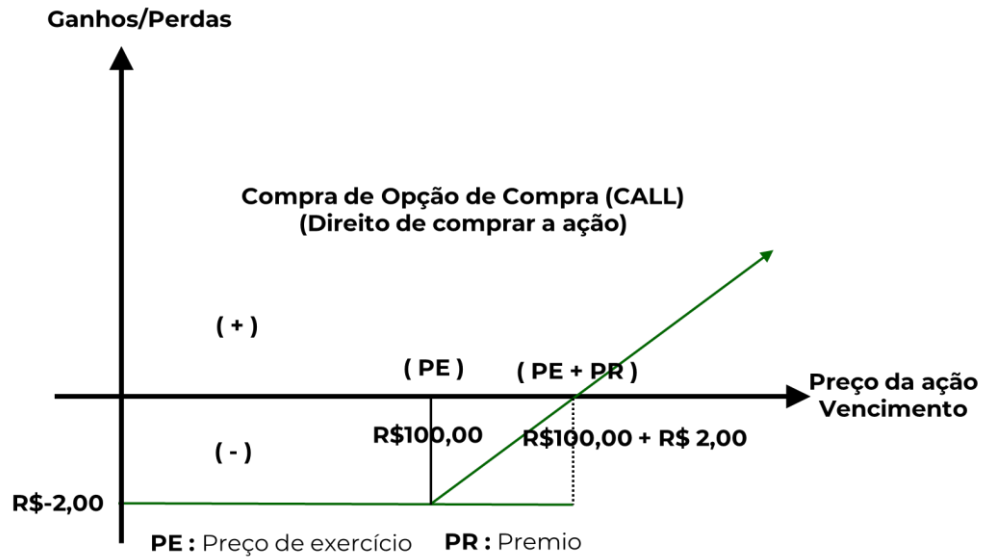 Ganhos/Perdas
Compra de Opção de Compra (CALL)
(Direito de comprar a ação)
( + )
( PE )
( PE + PR )
Preço da ação
Vencimento
R$100,00
R$100,00 + R$ 2,00
( - )
R$-2,00
PE : Preço de exercício
PR : Premio